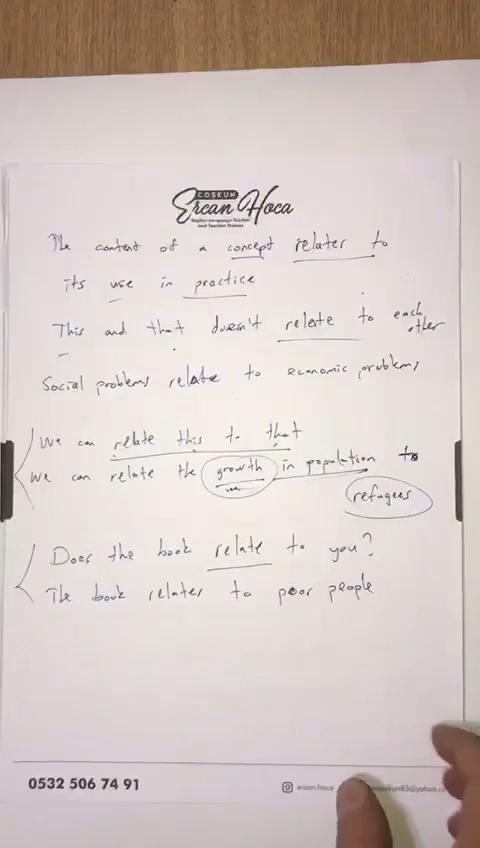 COSKUN
Ercan Hoca
English Language Teacher
and Teacher Trainer
The content of a concept relates to
its use in practice
This and that doesn't relate to each
other
Social problems relate to economic problems
We can relate this to that
We can relate the growth in population to
refugees
Does the book relate to you?
The book relates to poor people
0532 506 74 91
ercan.hoca